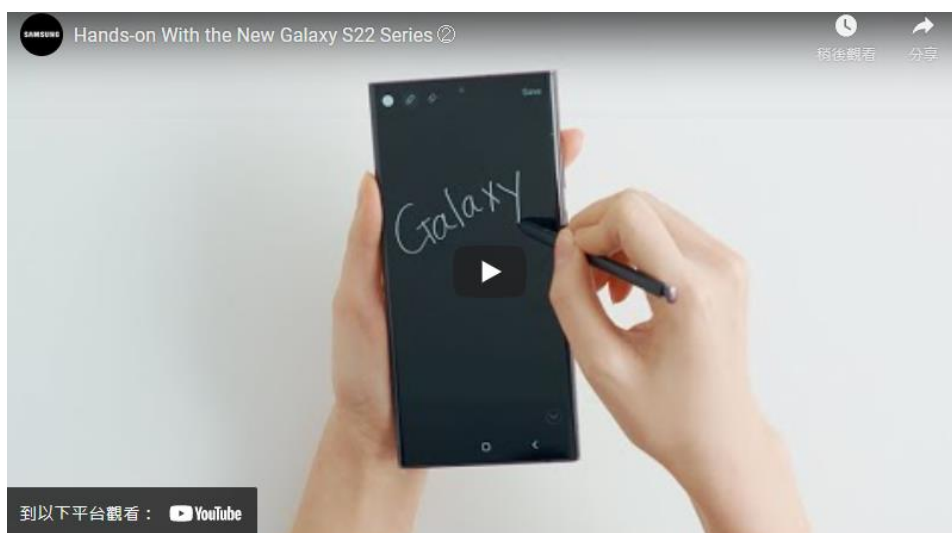 SAMSUNG
Hands-on With the New Galaxy S22 Series ②
稍後觀看
分享
Save
Galaxy
到以下平台觀看：
YouTube